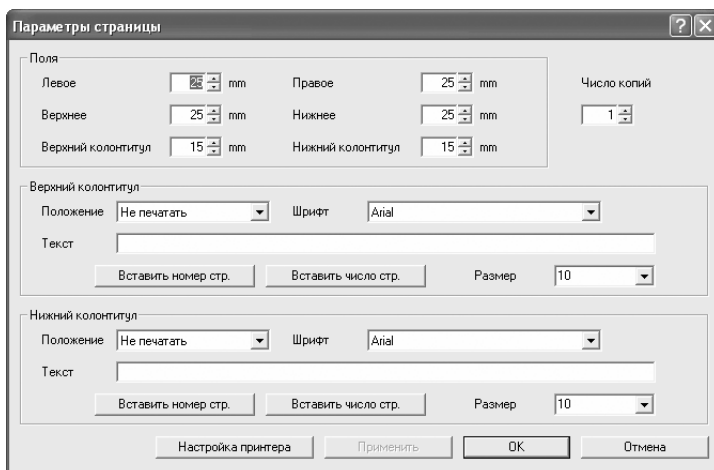 Параметры страницы
Поля
Левое 25 mm Правое 25 mm Число копий
Верхнее 25 mm Нижнее 25 mm 1
Верхний колонтитул 15 mm Нижний колонтитул 15 mm
Верхний колонтитул
Положение Не печатать Шрифт Arial
Текст
Вставить номер стр. Вставить число стр. Размер 10
Нижний колонтитул
Положение Не печатать Шрифт Arial
Текст
Вставить номер стр. Вставить число стр. Размер 10
Настройка принтера Применить OK Отмена